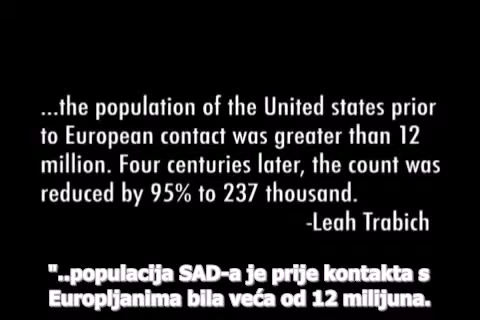 ...the population of the United states prior
to European contact was greater than 12
million. Four centuries later, the count was
reduced by 95% to 237 thousand.
-Leah Trabich
"..populacija SAD-a je prije kontakta s
Europljanima bila veća od 12 milijuna.